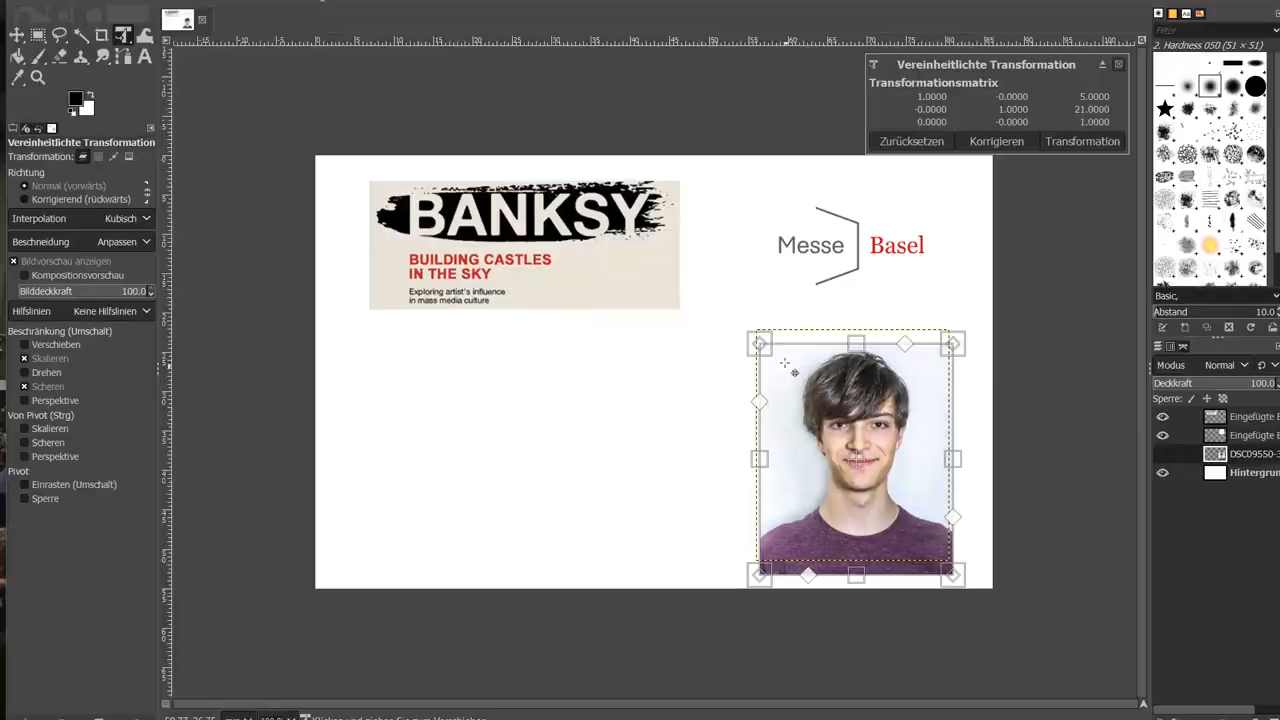 Vereinheitlichte Transformation
Transformation:
Richtung
Normal (vorwärts)
Korrigierend (rückwärts)
Interpolation Kubisch
Beschneidung Anpassen
Bildvorschau anzeigen
Kompositionsvorschau
Bilddeckkraft 100.0
Hilfslinien Keine Hilfslinien
Beschränkung (Umschalt)
Verschieben
Skalieren
Drehen
Scheren
Perspektive
Von Pivot (Strg)
Skalieren
Scheren
Perspektive
Pivot
Einrasten (Umschalt)
Sperre
BANKSY
BUILDING CASTLES
IN THE SKY
Exploring artist's influence
in mass media culture
Messe Basel
Vereinheitlichte Transformation
Transformationsmatrix
1.0000 -0.0000 5.0000
-0.0000 1.0000 21.0000
0.0000 -0.0000 1.0000
Zurücksetzen Korrigieren Transformation
Filter
2. Hardness 050 (51 × 51)
Basic,
Abstand 10.0
Modus Normal
Deckkraft 100.0
Sperre:
Eingefügte
Eingefügte
DSC09550-
Hintergrun